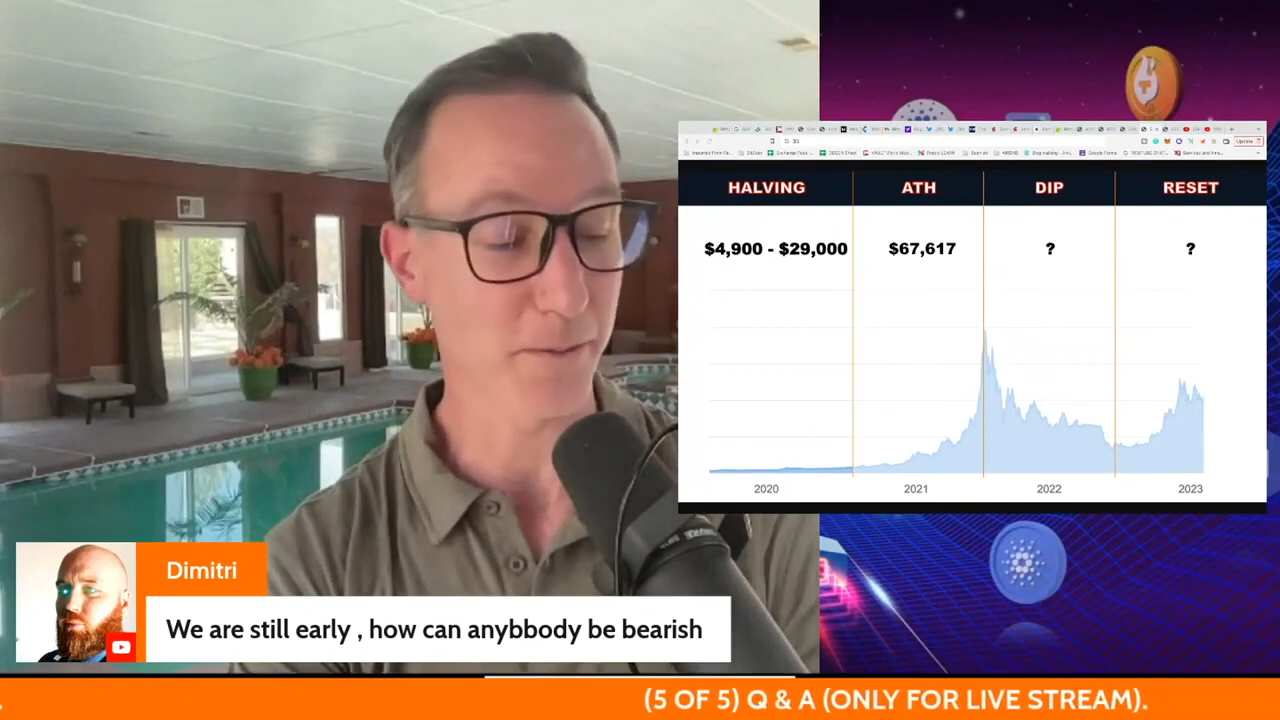 HALVING ATH DIP RESET
$4,900 - $29,000 $67,617 ? ?
2020 2021 2022 2023
Dimitri
We are still early , how can anybbody be bearish
(5 OF 5) Q & A (ONLY FOR LIVE STREAM).